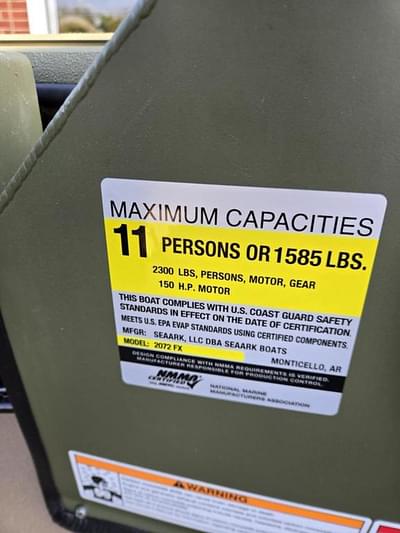 MAXIMUM CAPACITIES
11 PERSONS OR 1585 LBS.
2300 LBS, PERSONS, MOTOR, GEAR
150 H.P. MOTOR
THIS BOAT COMPLIES WITH U.S. COAST GUARD SAFETY
STANDARDS IN EFFECT ON THE DATE OF CERTIFICATION.
MEETS U.S. EPA EVAP STANDARDS USING CERTIFIED COMPONENTS.
MFGR: SEAARK, LLC DBA SEAARK BOATS
MONTICELLO, AR
MODEL: 2072 FX
DESIGN COMPLIANCE WITH NMMA REQUIREMENTS IS VERIFIED.
MANUFACTURER RESPONSIBLE FOR PRODUCTION CONTROL.
NMMA
CERTIFIED
NATIONAL MARINE
MANUFACTURERS ASSOCIATION
WARNING